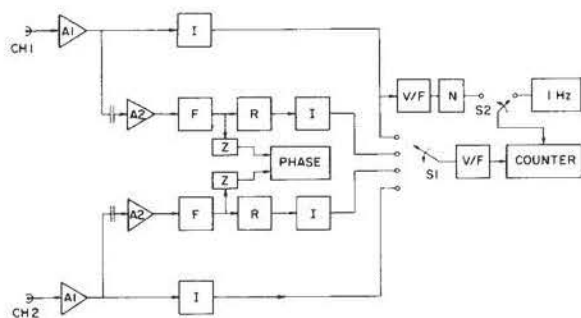 A1
I
CH1
V/F
N
1 Hz
S2
A2
F
R
I
Z
PHASE
Z
S1
V/F
COUNTER
A2
F
R
I
A1
I
CH2